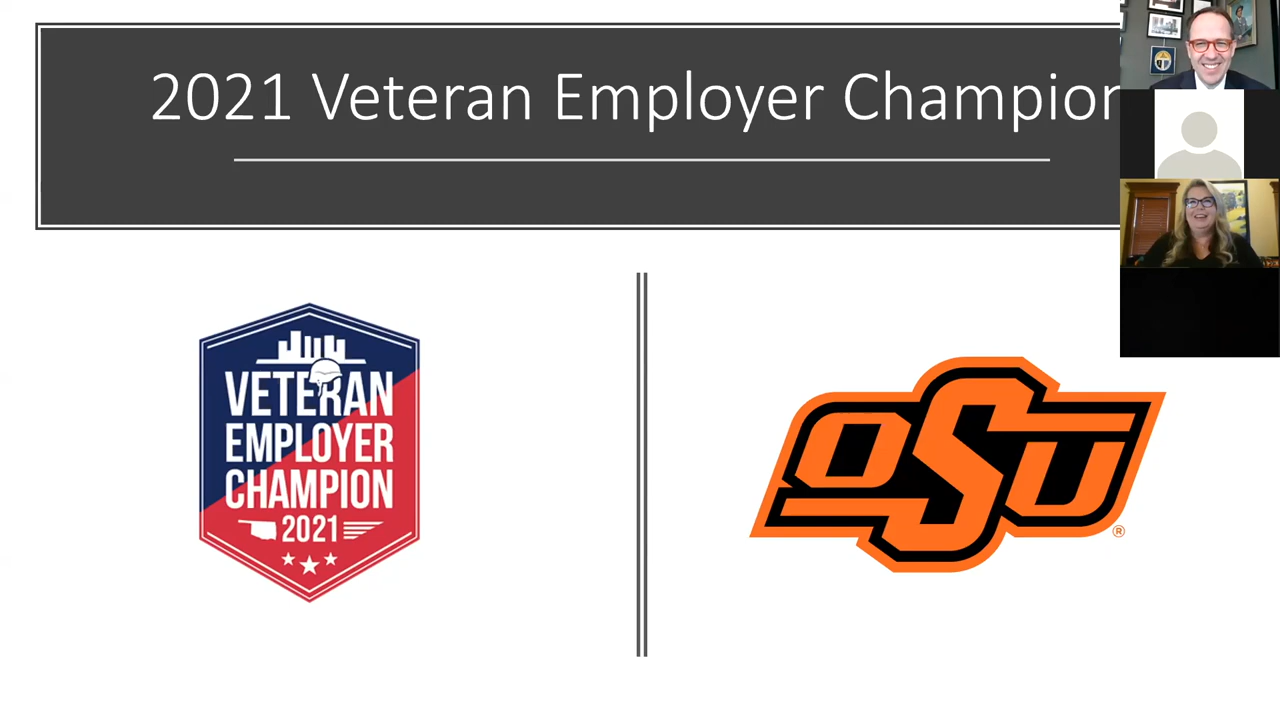 2021 Veteran Employer Champion
VETERAN
EMPLOYER
CHAMPION
2021
OSU
®